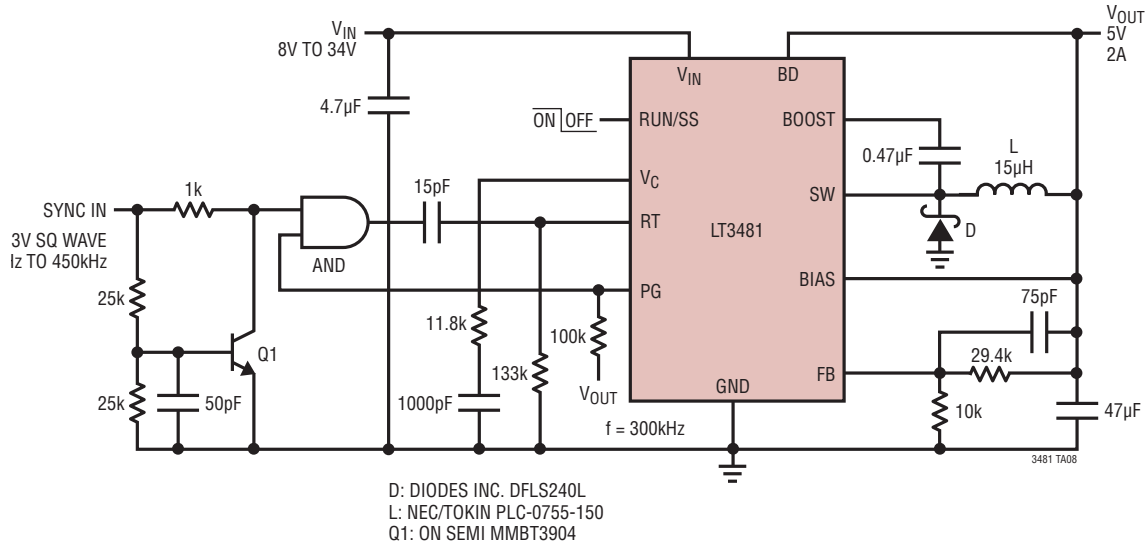 VIN
8V TO 34V
VOUT
5V
2A
4.7µF
VIN
BD
ON OFF
RUN/SS
BOOST
0.47µF
L
15µH
1k
15pF
VC
SW
SYNC IN
RT
LT3481
D
3V SQ WAVE
Hz TO 450kHz
AND
PG
BIAS
25k
75pF
11.8k
100k
Q1
29.4k
133k
FB
25k
50pF
1000pF
VOUT
GND
10k
47µF
f = 300kHz
3481 TA08
D: DIODES INC. DFLS240L
L: NEC/TOKIN PLC-0755-150
Q1: ON SEMI MMBT3904